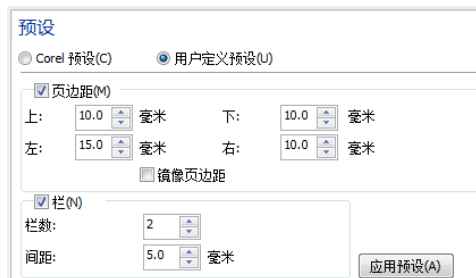 预设
Corel 预设(C) 用户定义预设(U)
页边距(M)
上: 10.0 毫米 下: 10.0 毫米
左: 15.0 毫米 右: 10.0 毫米
镜像页边距
栏(N)
栏数: 2
间距: 5.0 毫米
应用预设(A)